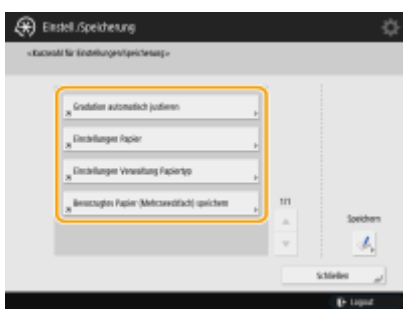 Einstell./Speicherung
<Kurzwahl für Einstellungen/Speicherung>
Gradation automatisch justieren
Einstellungen Papier
Einstellungen Verwaltung Papiertyp
Bevorzugtes Papier (Mehrzweckfach) speichern
1/1
Speichern
Schließen
Logout